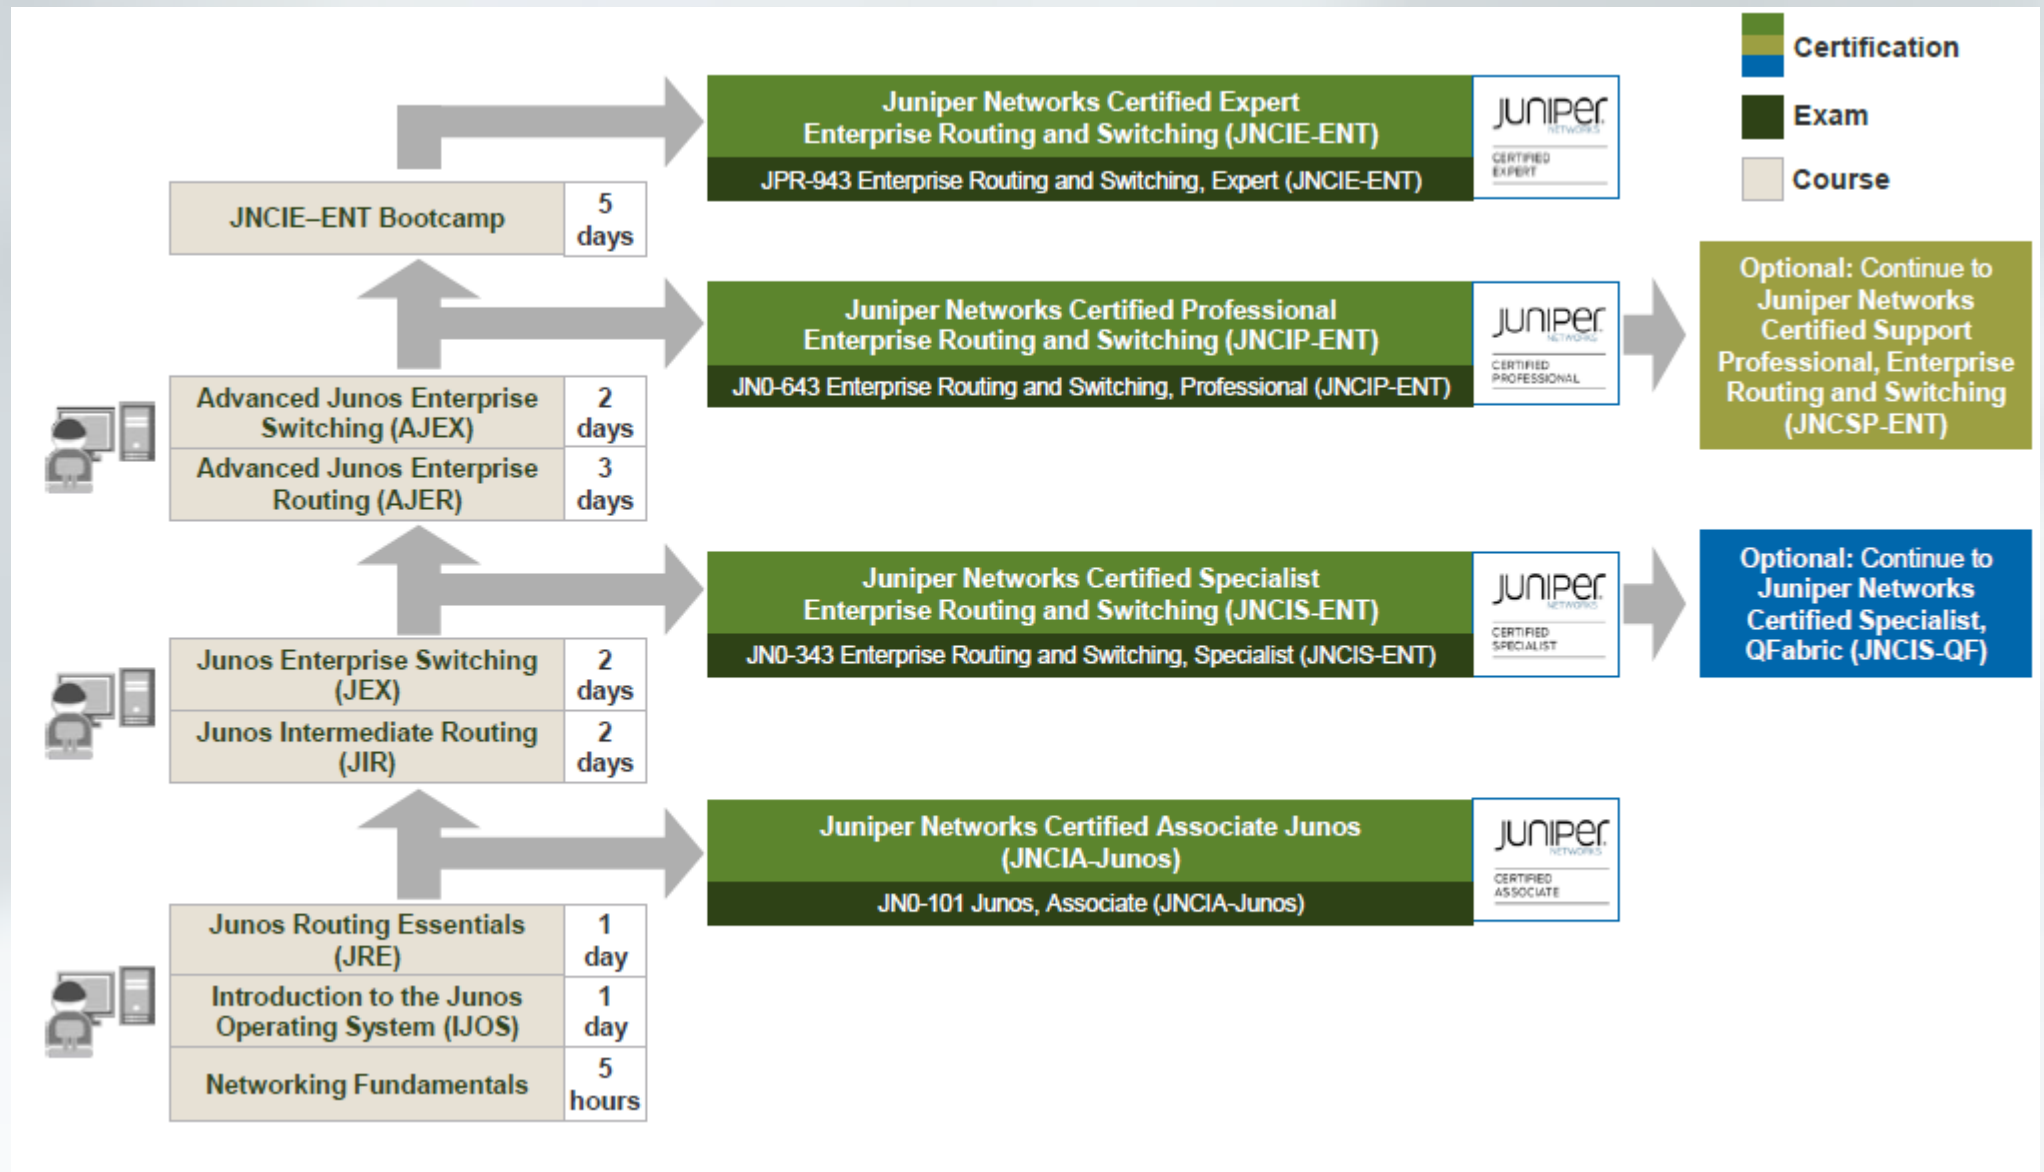 Certification
Exam
Course
Juniper Networks Certified Expert
Enterprise Routing and Switching (JNCIE-ENT)
JPR-943 Enterprise Routing and Switching, Expert (JNCIE-ENT)
JUNIPER
NETWORKS
CERTIFIED
EXPERT
JNCIE–ENT Bootcamp
5
days
Juniper Networks Certified Professional
Enterprise Routing and Switching (JNCIP-ENT)
JN0-643 Enterprise Routing and Switching, Professional (JNCIP-ENT)
JUNIPER
NETWORKS
CERTIFIED
PROFESSIONAL
Optional: Continue to
Juniper Networks
Certified Support
Professional, Enterprise
Routing and Switching
(JNCSP-ENT)
Advanced Junos Enterprise
Switching (AJEX)
2
days
Advanced Junos Enterprise
Routing (AJER)
3
days
Juniper Networks Certified Specialist
Enterprise Routing and Switching (JNCIS-ENT)
JN0-343 Enterprise Routing and Switching, Specialist (JNCIS-ENT)
JUNIPER
NETWORKS
CERTIFIED
SPECIALIST
Optional: Continue to
Juniper Networks
Certified Specialist,
QFabric (JNCIS-QF)
Junos Enterprise Switching
(JEX)
2
days
Junos Intermediate Routing
(JIR)
2
days
Juniper Networks Certified Associate Junos
(JNCIA-Junos)
JN0-101 Junos, Associate (JNCIA-Junos)
JUNIPER
NETWORKS
CERTIFIED
ASSOCIATE
Junos Routing Essentials
(JRE)
1
day
Introduction to the Junos
Operating System (IJOS)
1
day
Networking Fundamentals
5
hours